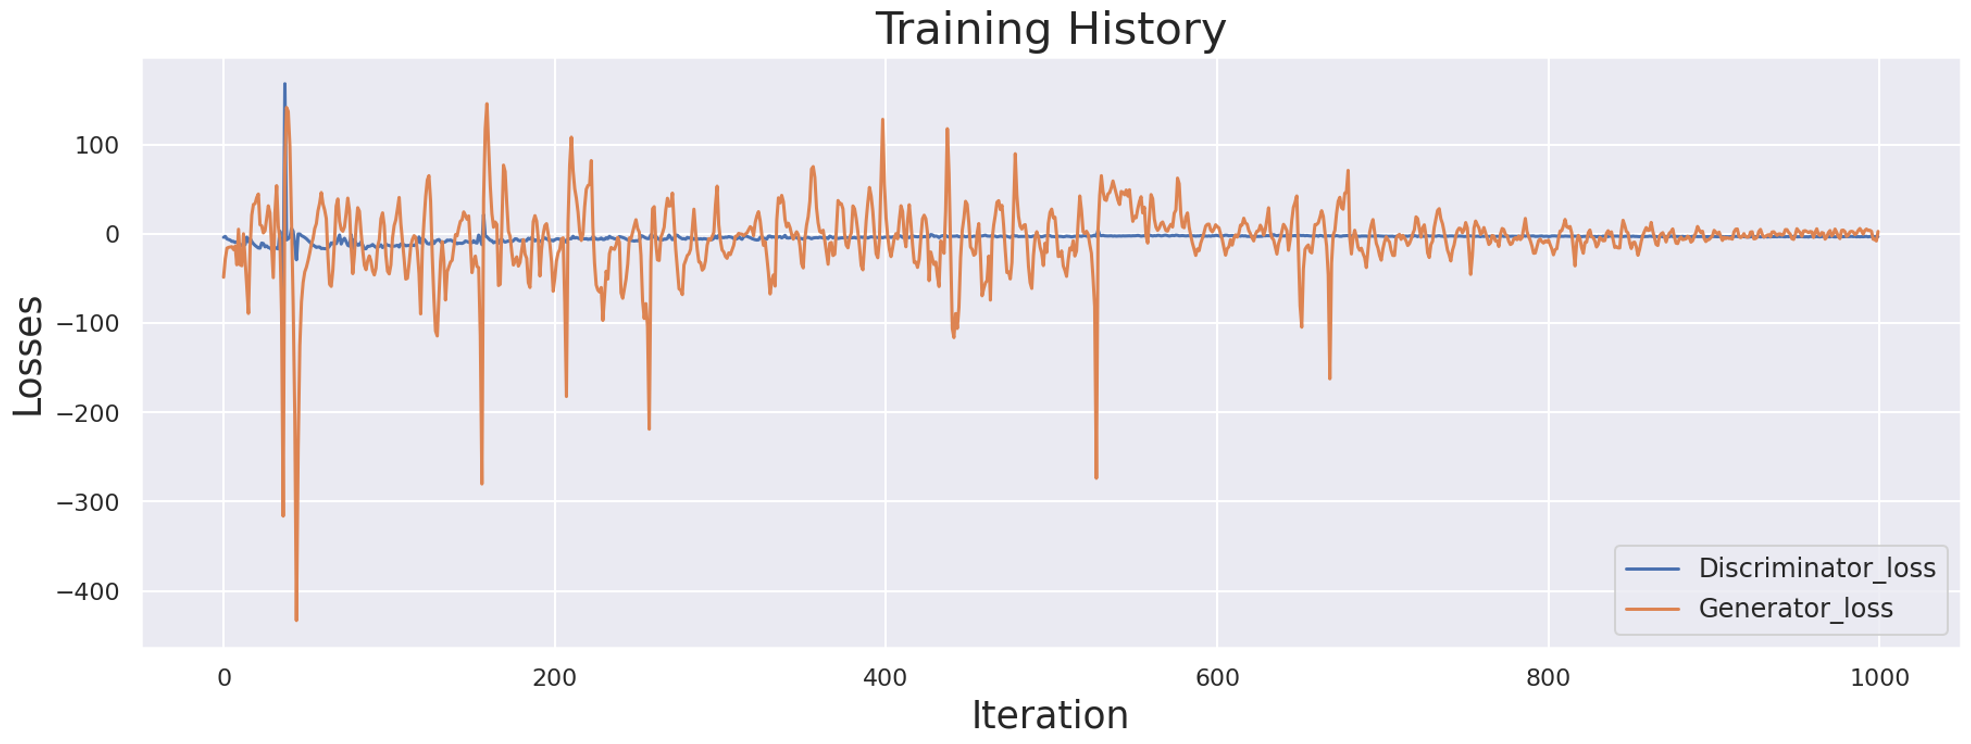 Training History
Losses
100
0
−100
−200
−300
−400
0
200
400
600
800
1000
Iteration
Discriminator_loss
Generator_loss